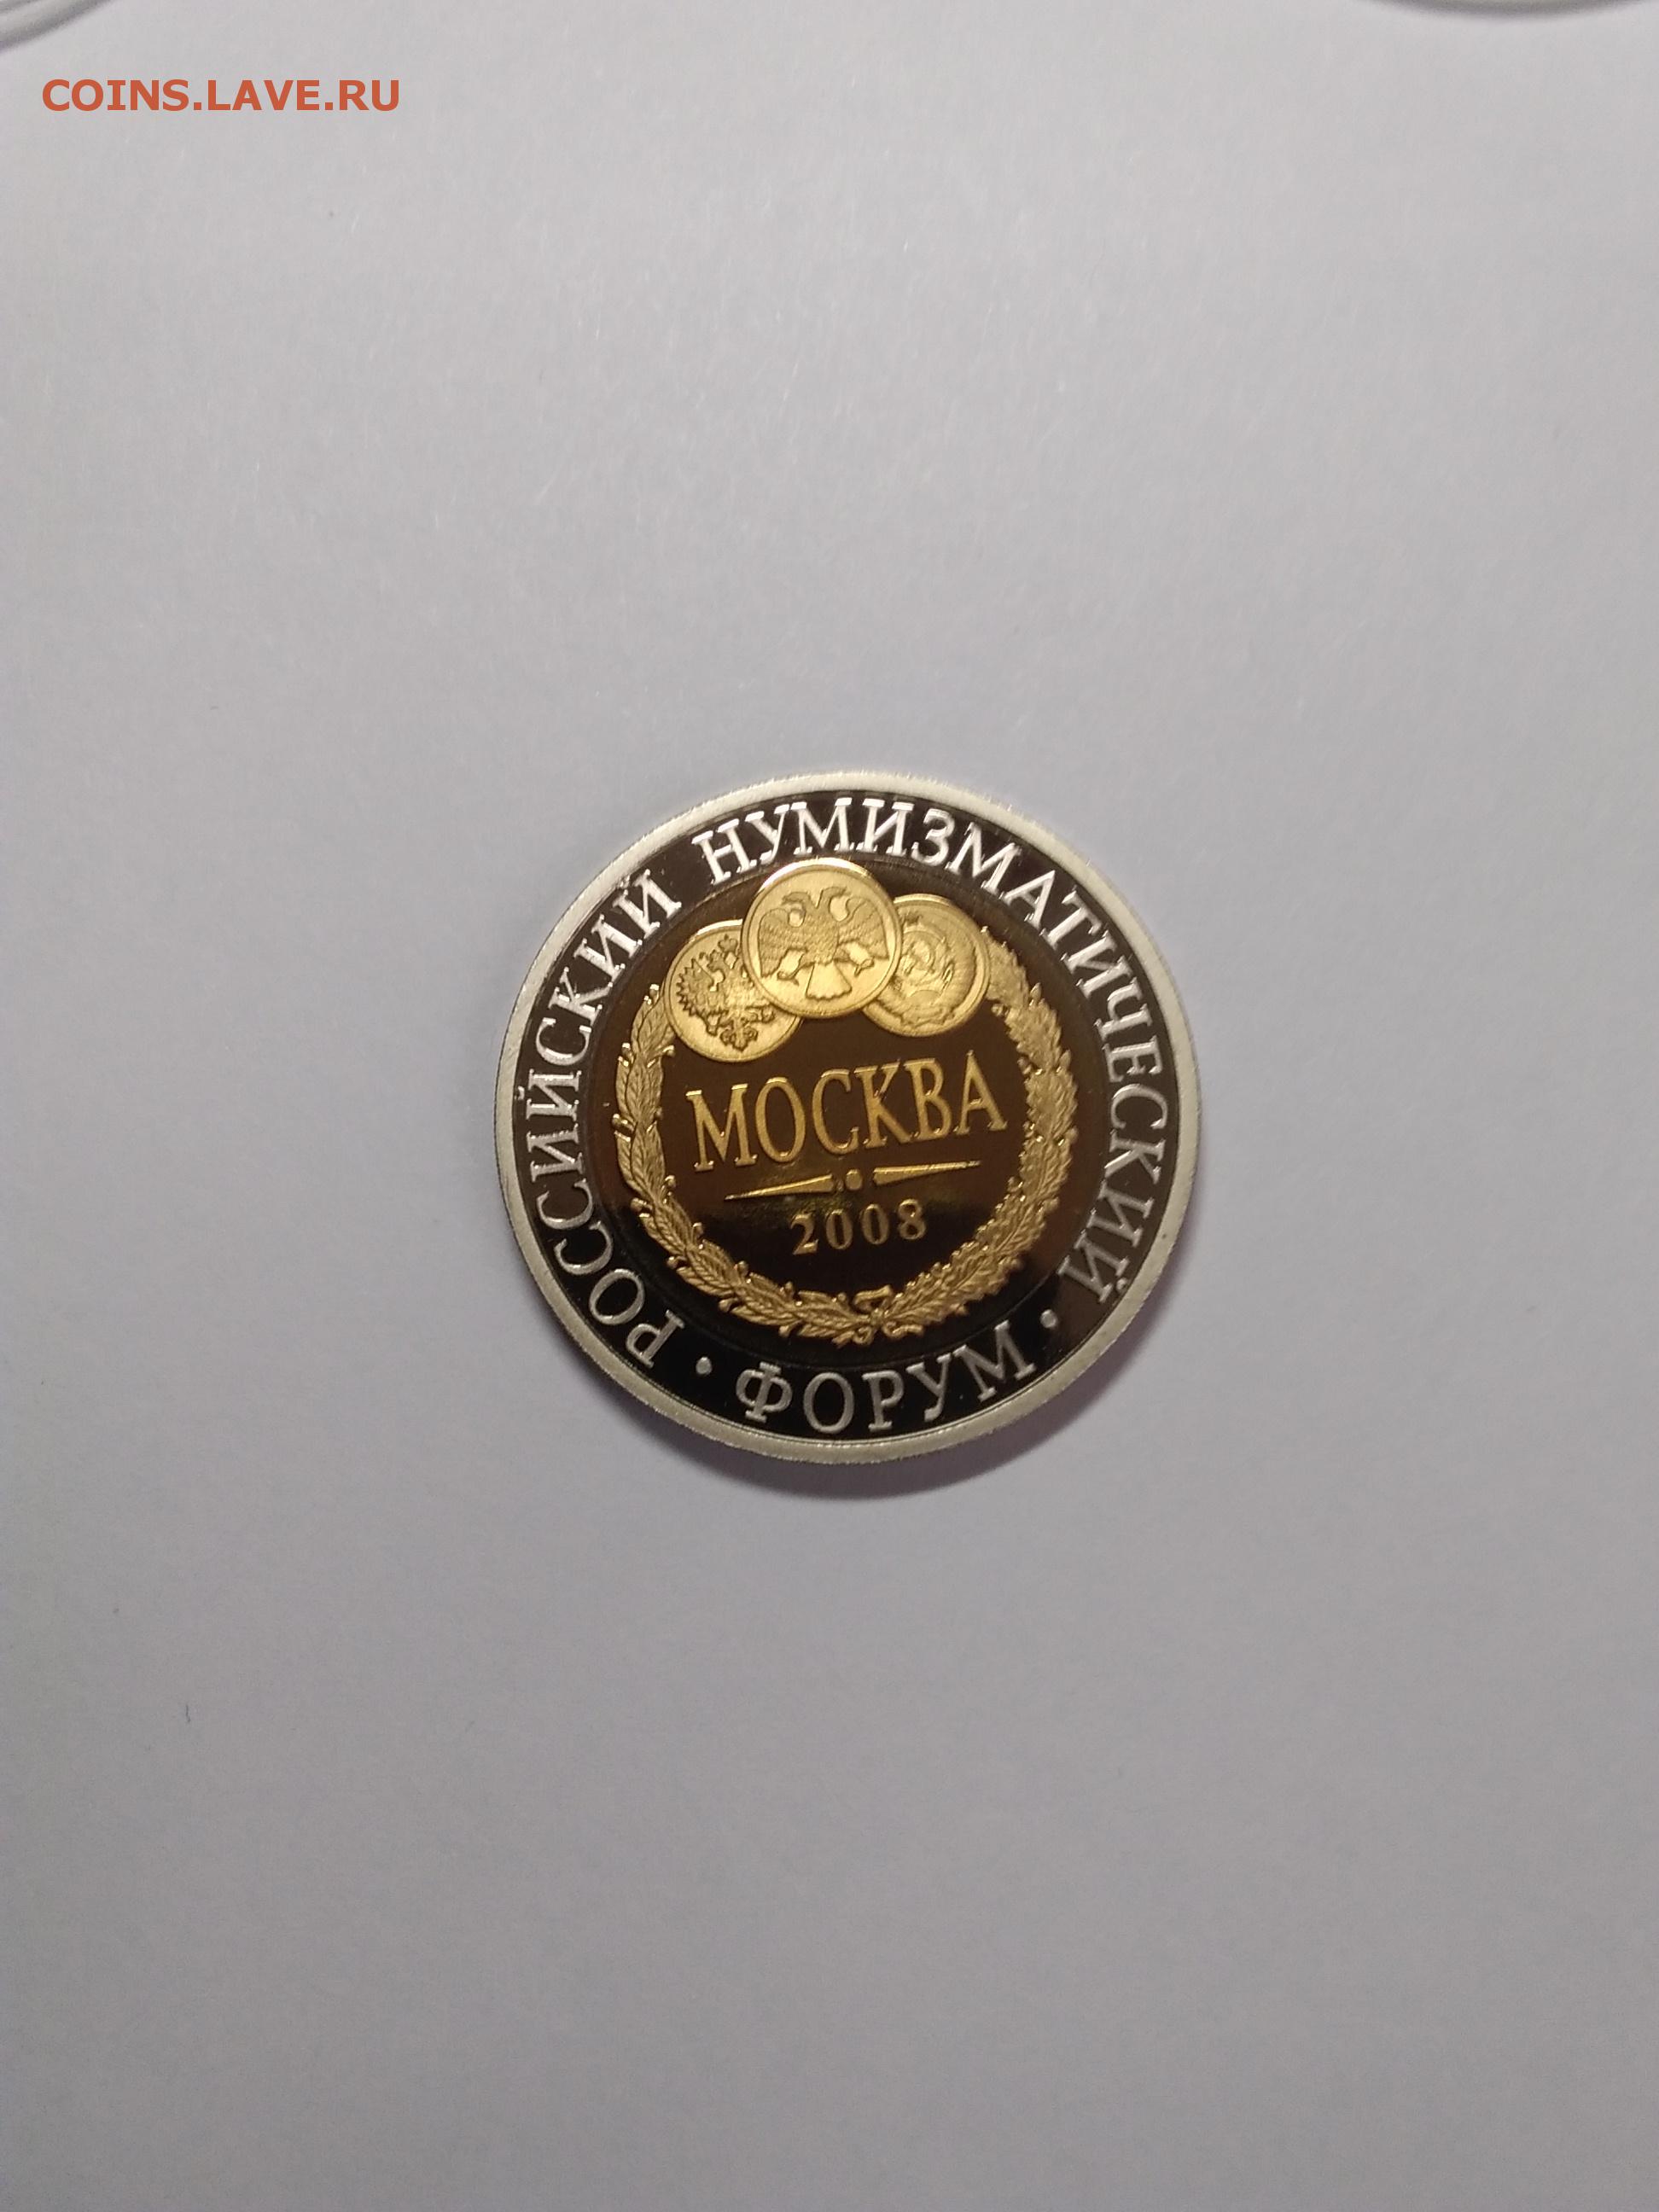 COINS.LAVE.RU
РОССИЙСКИЙ НУМИЗМАТИЧЕСКИЙ • ФОРУМ •
МОСКВА
2008